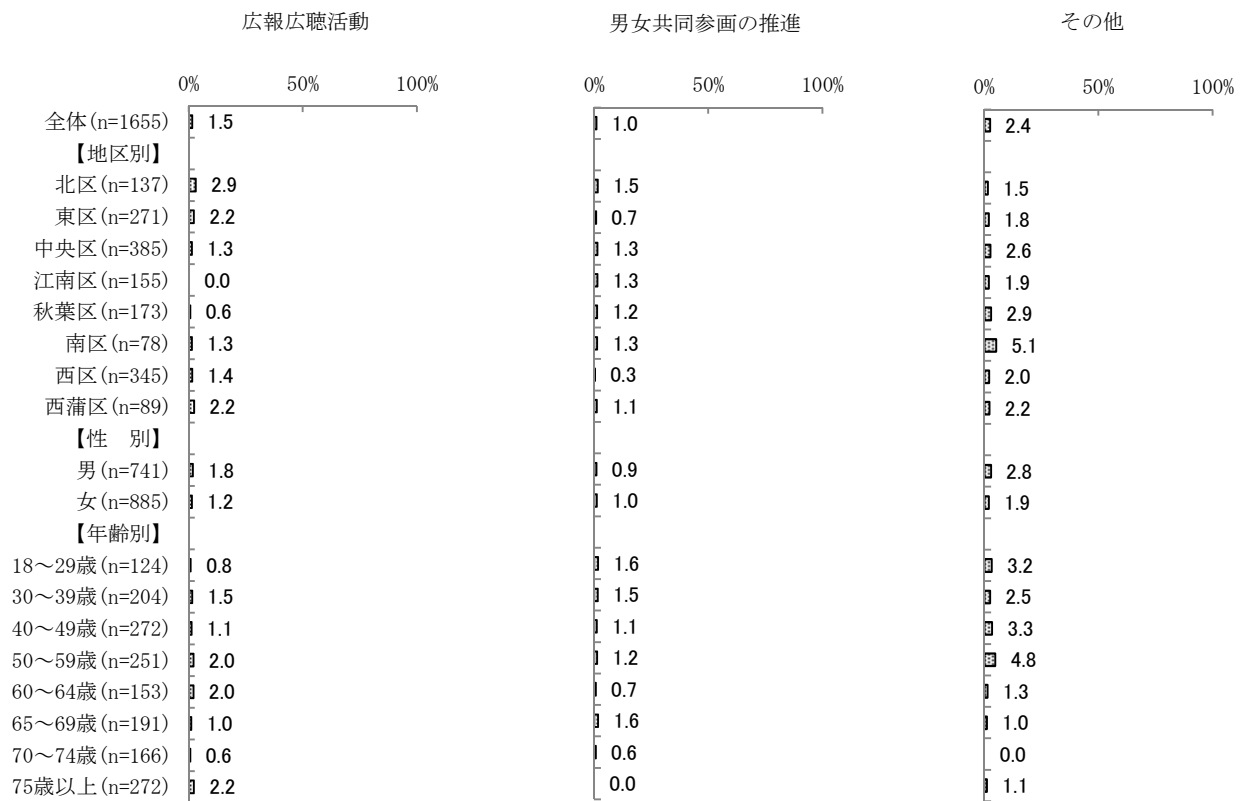 広報広聴活動 男女共同参画の推進 その他
0% 50% 100% 0% 50% 100% 0% 50% 100%
全体(n=1655) 1.5 1.0 2.4
【地区別】
北区(n=137) 2.9 1.5 1.5
東区(n=271) 2.2 0.7 1.8
中央区(n=385) 1.3 1.3 2.6
江南区(n=155) 0.0 1.3 1.9
秋葉区(n=173) 0.6 1.2 2.9
南区(n=78) 1.3 1.3 5.1
西区(n=345) 1.4 0.3 2.0
西蒲区(n=89) 2.2 1.1 2.2
【性　別】
男(n=741) 1.8 0.9 2.8
女(n=885) 1.2 1.0 1.9
【年齢別】
18～29歳(n=124) 0.8 1.6 3.2
30～39歳(n=204) 1.5 1.5 2.5
40～49歳(n=272) 1.1 1.1 3.3
50～59歳(n=251) 2.0 1.2 4.8
60～64歳(n=153) 2.0 0.7 1.3
65～69歳(n=191) 1.0 1.6 1.0
70～74歳(n=166) 0.6 0.6 0.0
75歳以上(n=272) 2.2 0.0 1.1